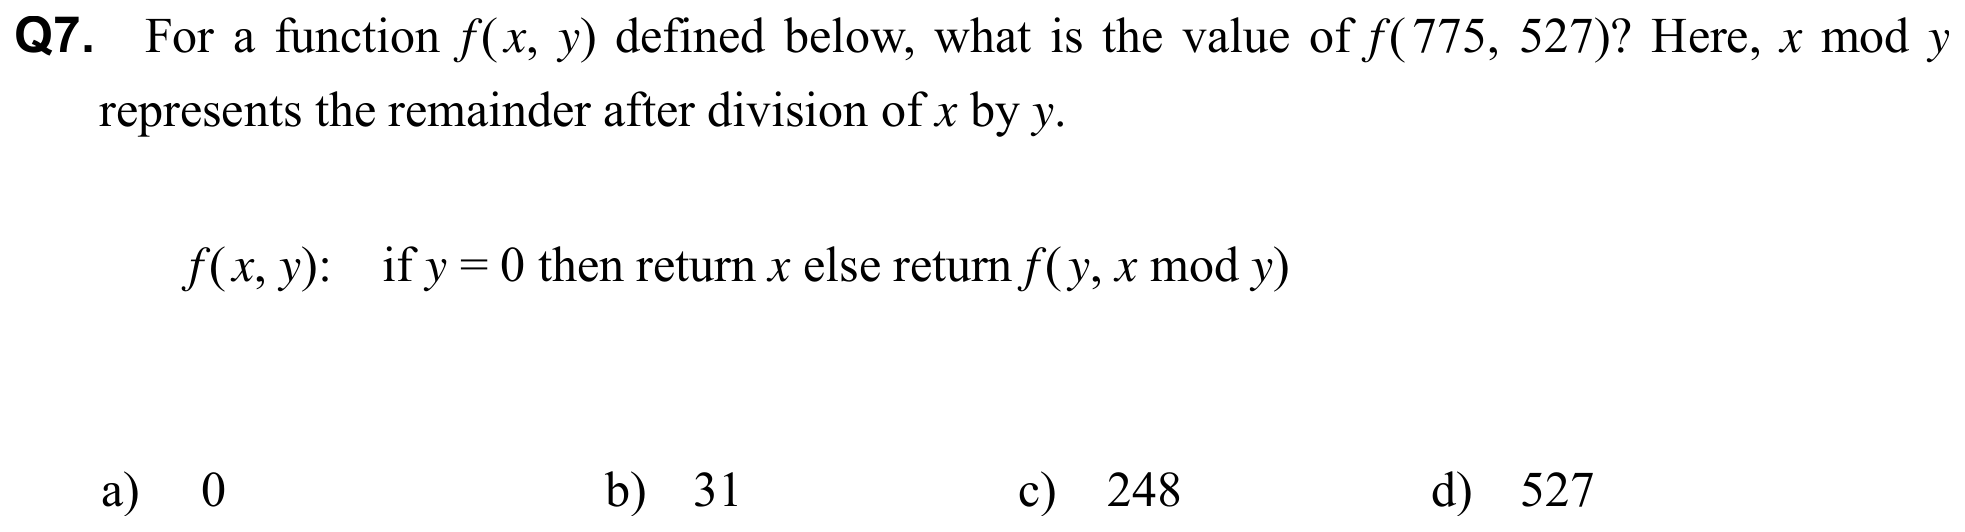 Q7. For a function f(x, y) defined below, what is the value of f(775, 527)? Here, x mod y
represents the remainder after division of x by y.
f(x, y): if y = 0 then return x else return f(y, x mod y)
a) 0 b) 31 c) 248 d) 527